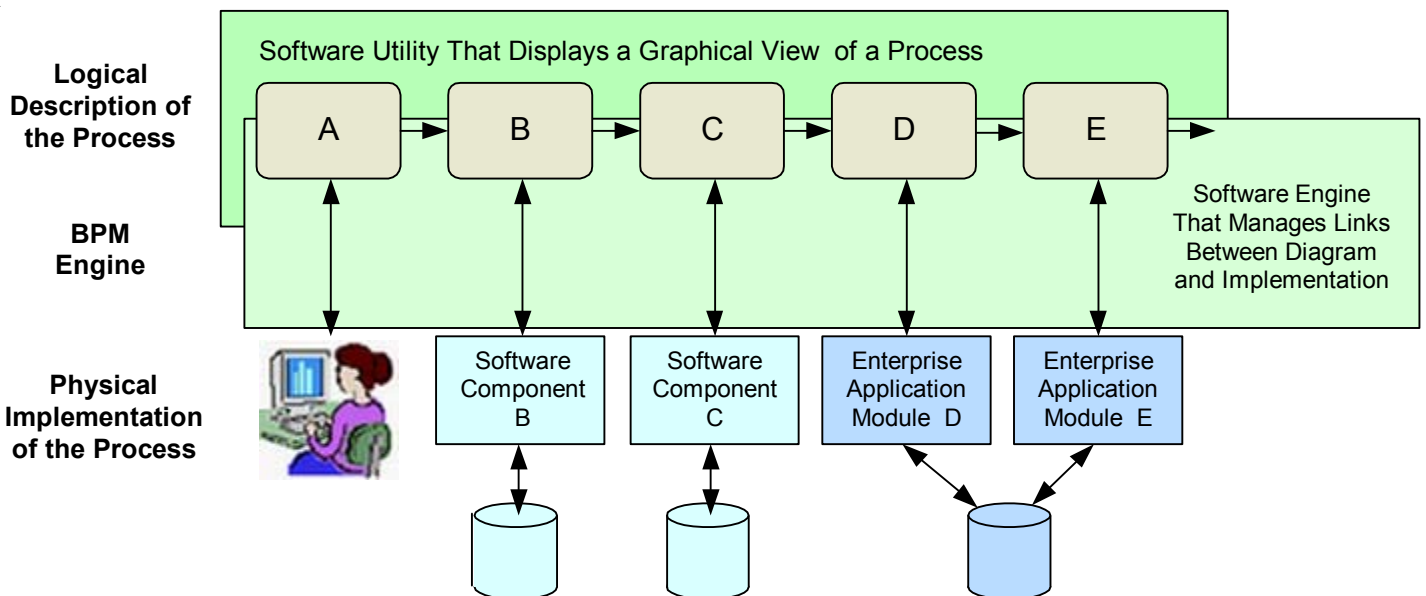 Software Utility That Displays a Graphical View of a Process
Logical
Description of
the Process
A
B
C
D
E
BPM
Engine
Software Engine
That Manages Links
Between Diagram
and Implementation
Physical
Implementation
of the Process
Software
Component
B
Software
Component
C
Enterprise
Application
Module D
Enterprise
Application
Module E